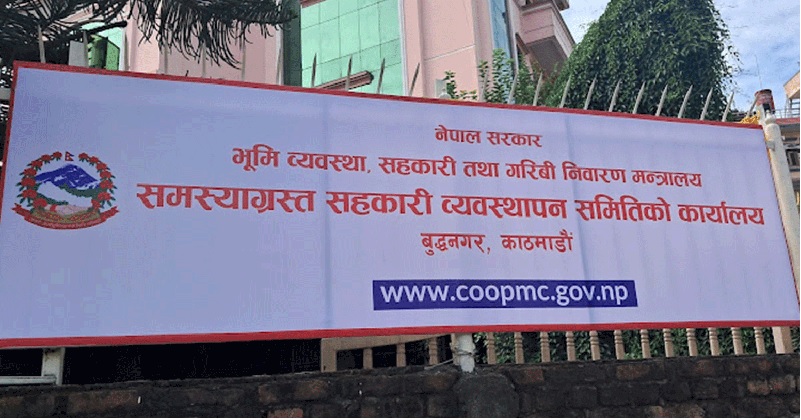 नेपाल सरकार
भूमि व्यवस्था, सहकारी तथा गरिबी निवारण मन्त्रालय
समस्याग्रस्त सहकारी व्यवस्थापन समितिको कार्यालय
बुद्धनगर, काठमाडौं
www.coopmc.gov.np